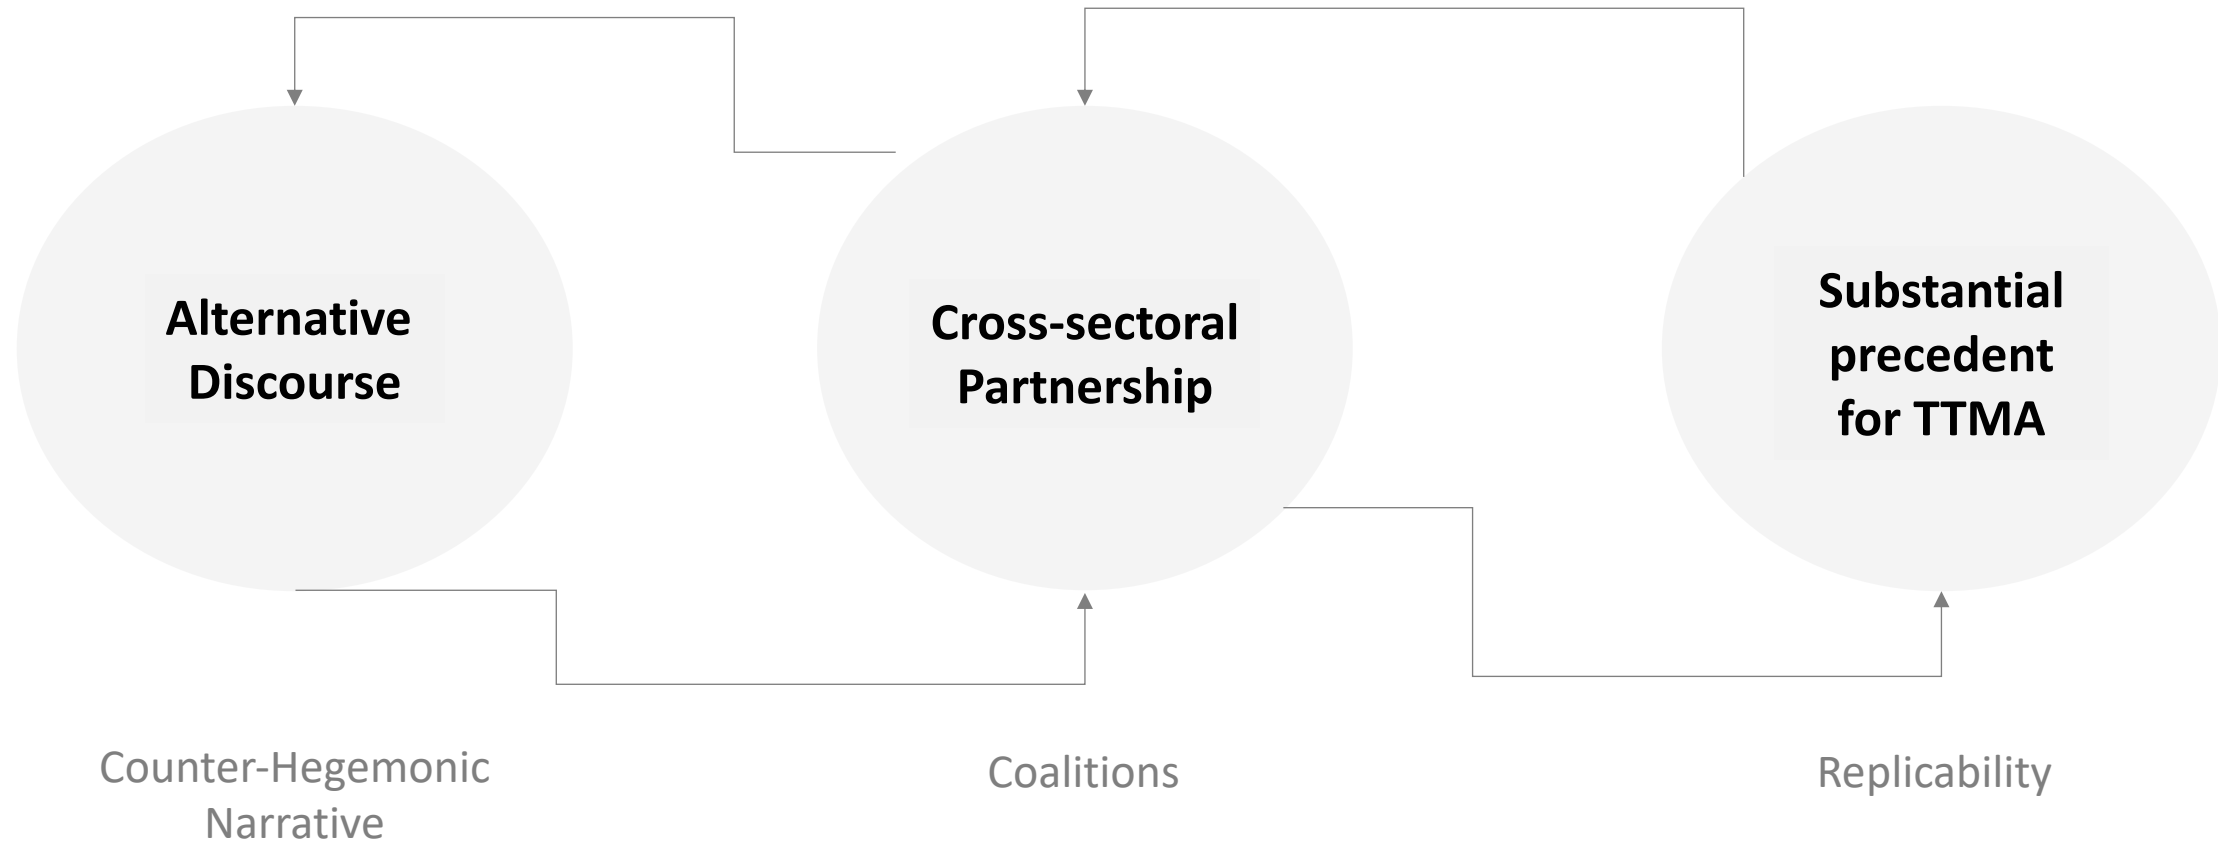 Alternative
Discourse
Cross-sectoral
Partnership
Substantial
precedent
for TTMA
Counter-Hegemonic
Narrative
Coalitions
Replicability